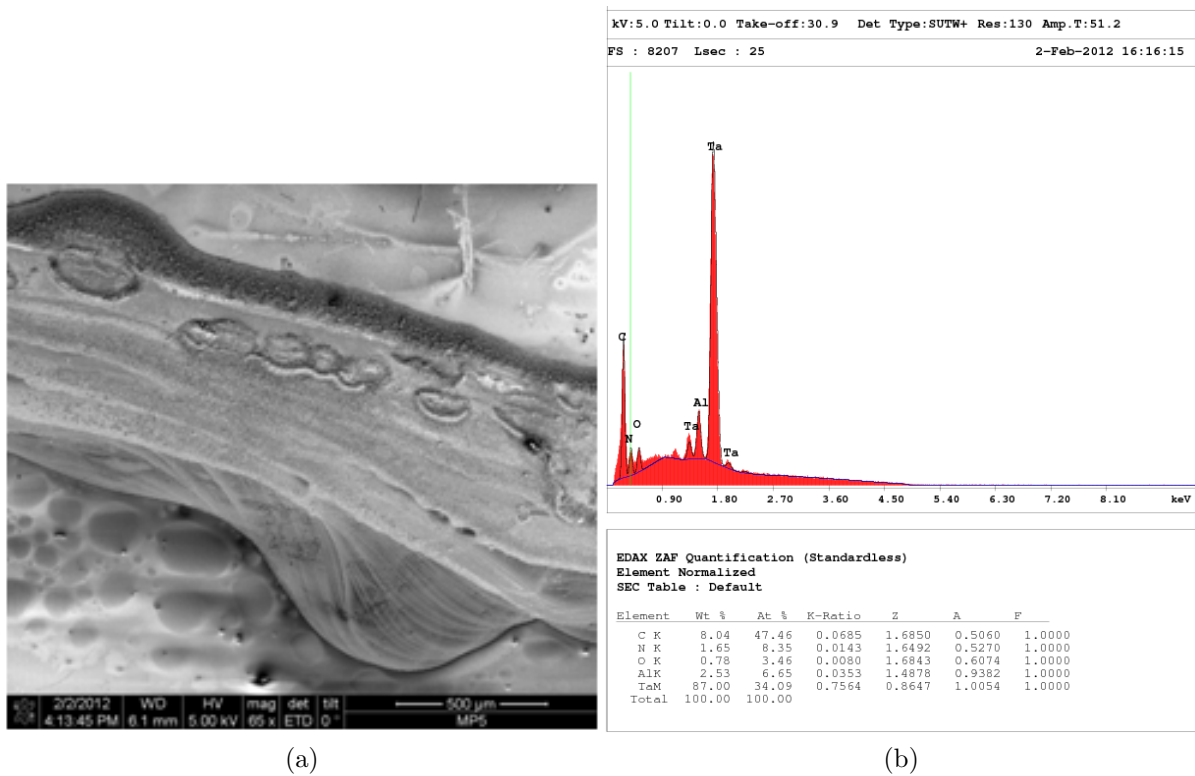 kV:5.0 Tilt:0.0 Take-off:30.9 Det Type:SUTW+ Res:130 Amp.T:51.2
FS : 8207 Lsec : 25 2-Feb-2012 16:16:15
Ta
C
Al
O
Ta
N
Ta
0.90 1.80 2.70 3.60 4.50 5.40 6.30 7.20 8.10 keV
EDAX ZAF Quantification (Standardless)
Element Normalized
SEC Table : Default
Element Wt % At % K-Ratio Z A F
C K 8.04 47.46 0.0685 1.6850 0.5060 1.0000
N K 1.65 8.35 0.0143 1.6492 0.5270 1.0000
O K 0.78 3.46 0.0080 1.6843 0.6074 1.0000
AlK 2.53 6.65 0.0353 1.4878 0.9382 1.0000
TaM 87.00 34.09 0.7564 0.8647 1.0054 1.0000
Total 100.00 100.00
2/2/2012 WD HV mag det tilt 500 µm
4:13:45 PM 6.1 mm 5.00 kV 65 x ETD 0° MP5
(a) (b)